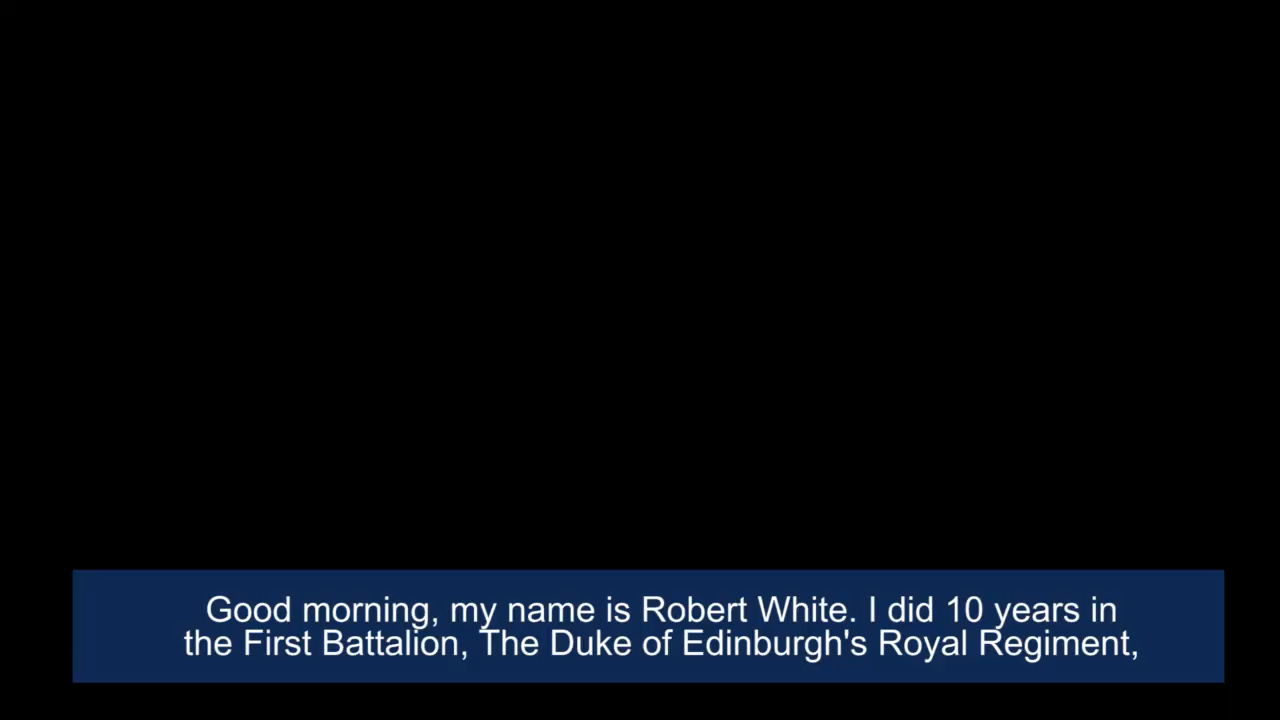 Good morning, my name is Robert White. I did 10 years in
the First Battalion, The Duke of Edinburgh's Royal Regiment,